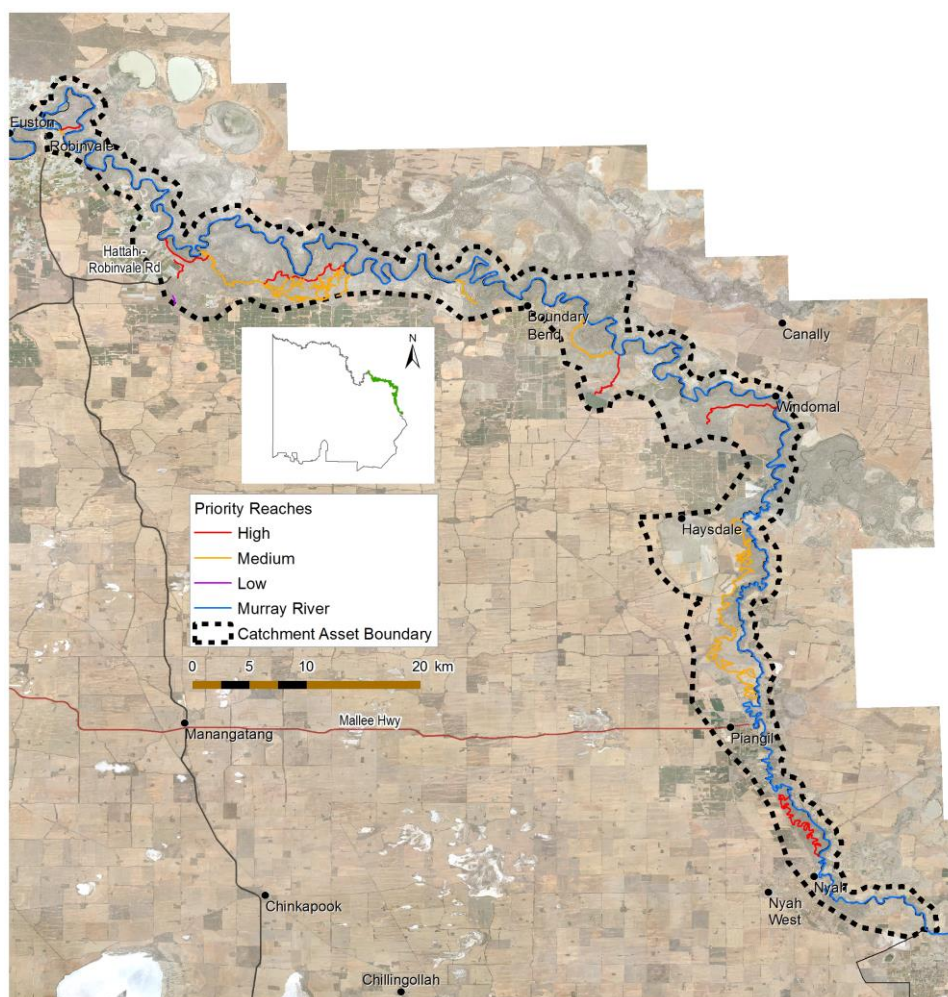 Euston
Robinvale
Hattah -
Robinvale Rd
Boundary
Bend
Canally
N
Windomal
Priority Reaches
High
Medium
Low
Murray River
Catchment Asset Boundary
Haysdale
0 5 10 20 km
Mallee Hwy
Manangatang
Piangil
Nyah
Nyah
West
Chinkapook
Chillingollah